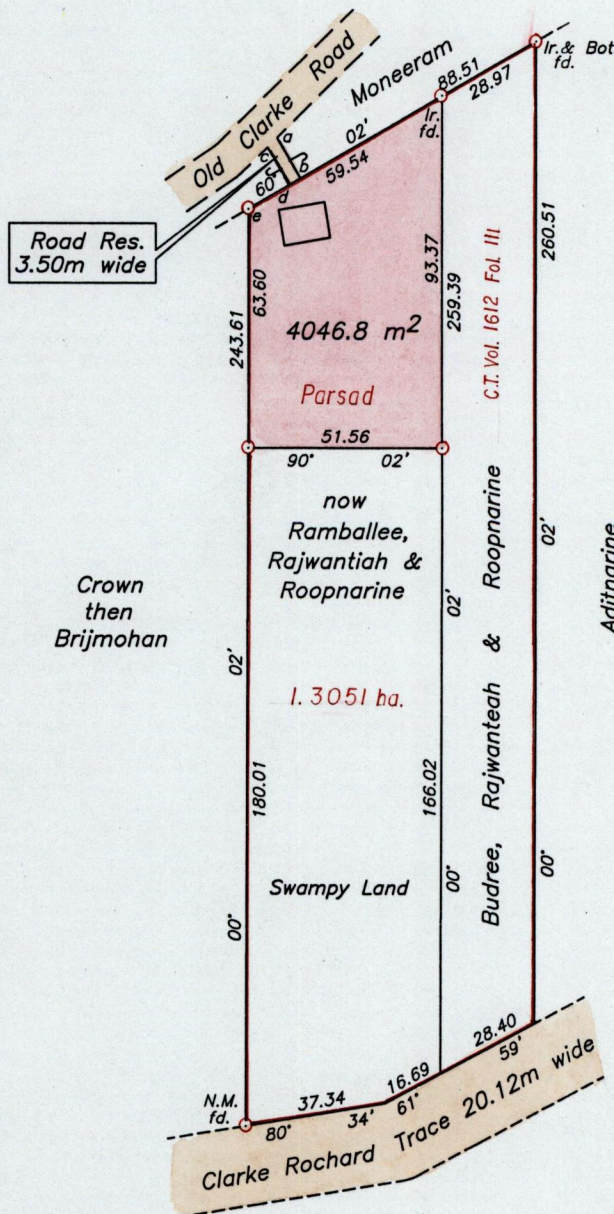 Old Clarke Road
Moneeram
88.51
28.97
Ir. & Bot
fd.
Ir.
fd.
02'
59.54
60°
a
b
c
d
e
Road Res.
3.50m wide
243.61
63.60
93.37
259.39
260.51
4046.8 m²
Parsad
C.T. Vol. 1612 Fol. 111
51.56
90° 02'
now
Ramballee,
Rajwantiah &
Roopnarine
Crown
then
Brijmohan
1.3051 ha.
Budree, Rajwanteah & Roopnarine
Aditnarine
02'
02'
02'
180.01
166.02
00°
00°
00°
Swampy Land
N.M.
fd.
37.34
80° 34'
16.69
61°
28.40
59'
Clarke Rochard Trace 20.12m wide